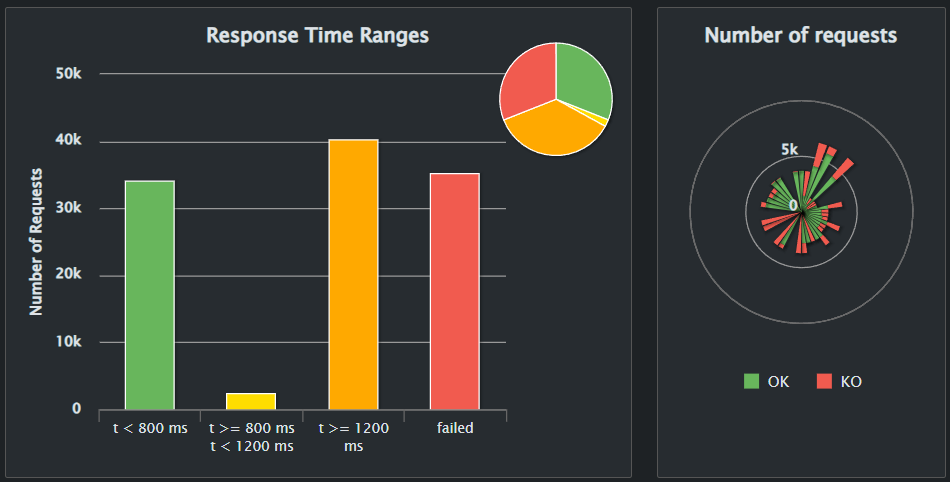 Response Time Ranges
Number of Requests
50k
40k
30k
20k
10k
0
t < 800 ms
t >= 800 ms
t < 1200 ms
t >= 1200
ms
failed
Number of requests
5k
0
OK
KO